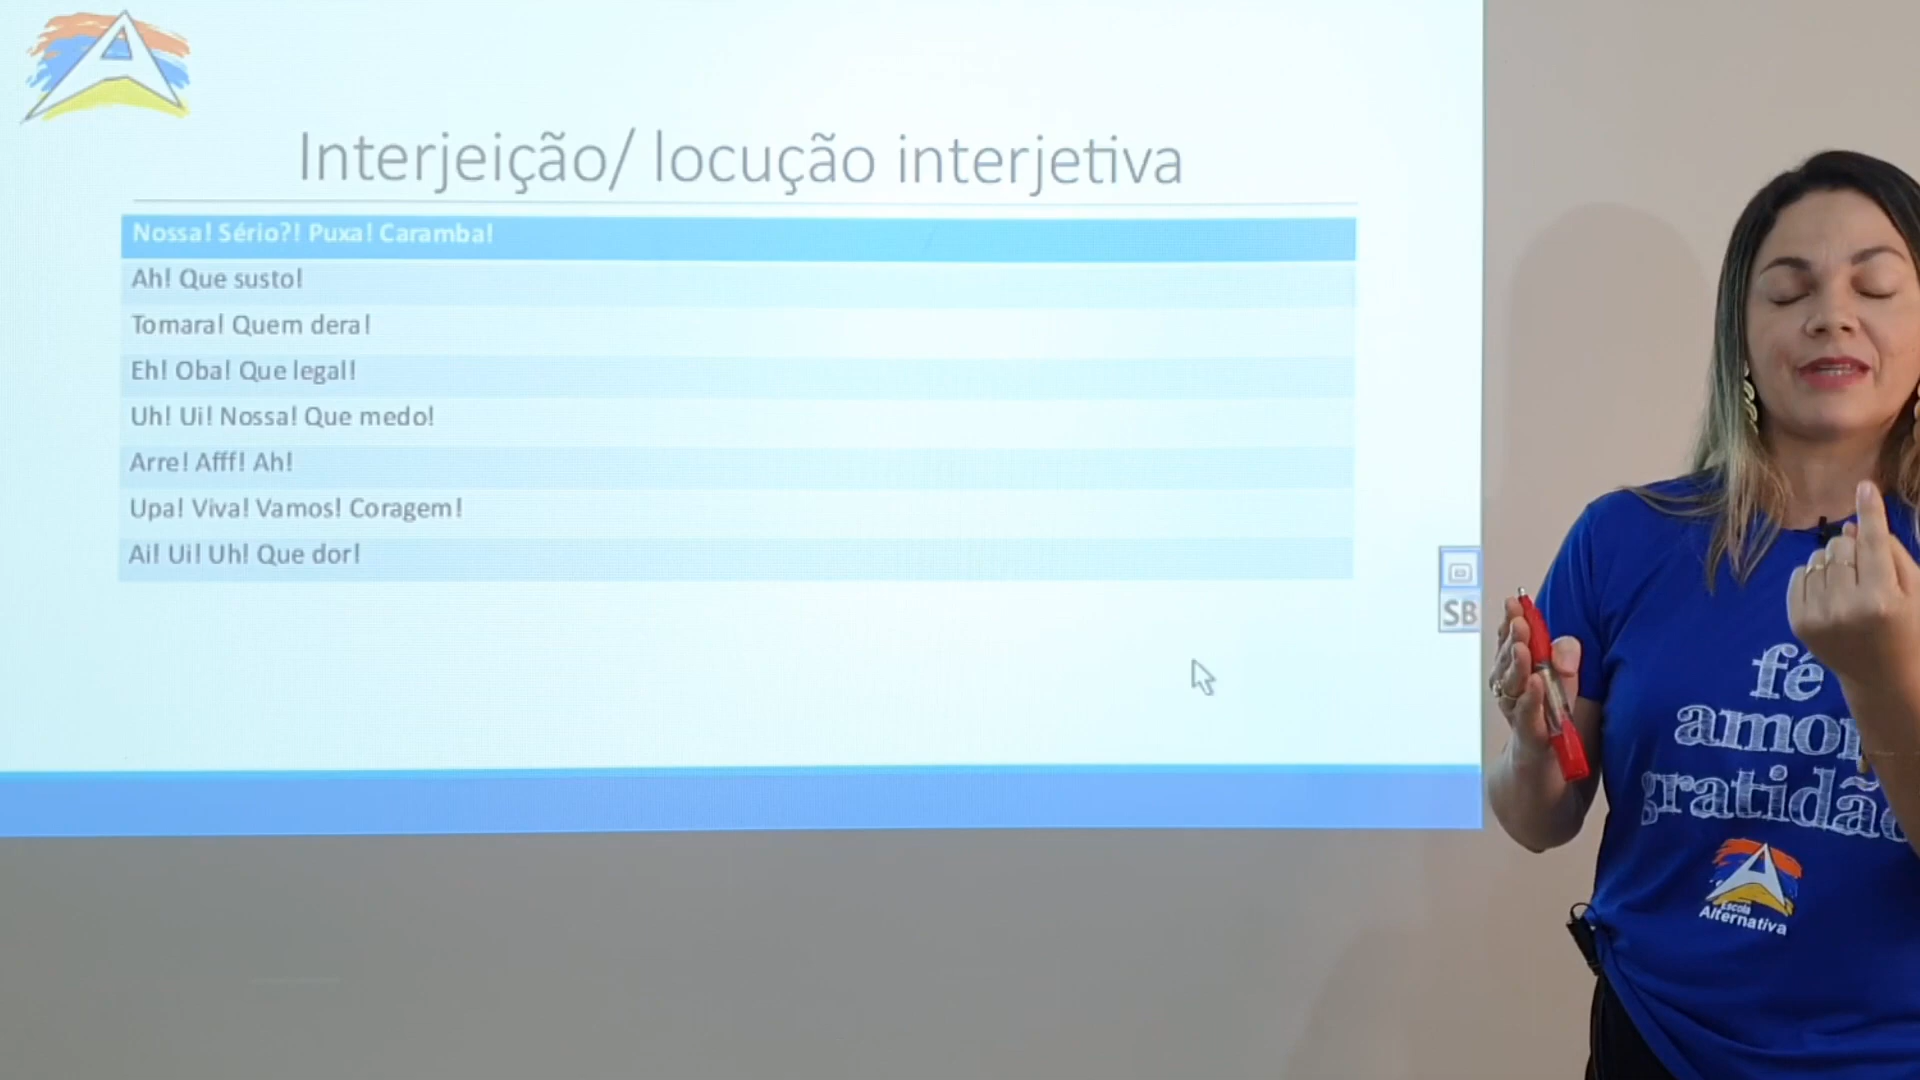 Interjeição/ locução interjetiva
Nossa! Sério?! Puxa! Caramba!
Ah! Que susto!
Tomara! Quem dera!
Eh! Oba! Que legal!
Uh! Ui! Nossa! Que medo!
Arre! Afff! Ah!
Upa! Viva! Vamos! Coragem!
Ai! Ui! Uh! Que dor!
SB
fé
amor
gratidão
Escola
Alternativa